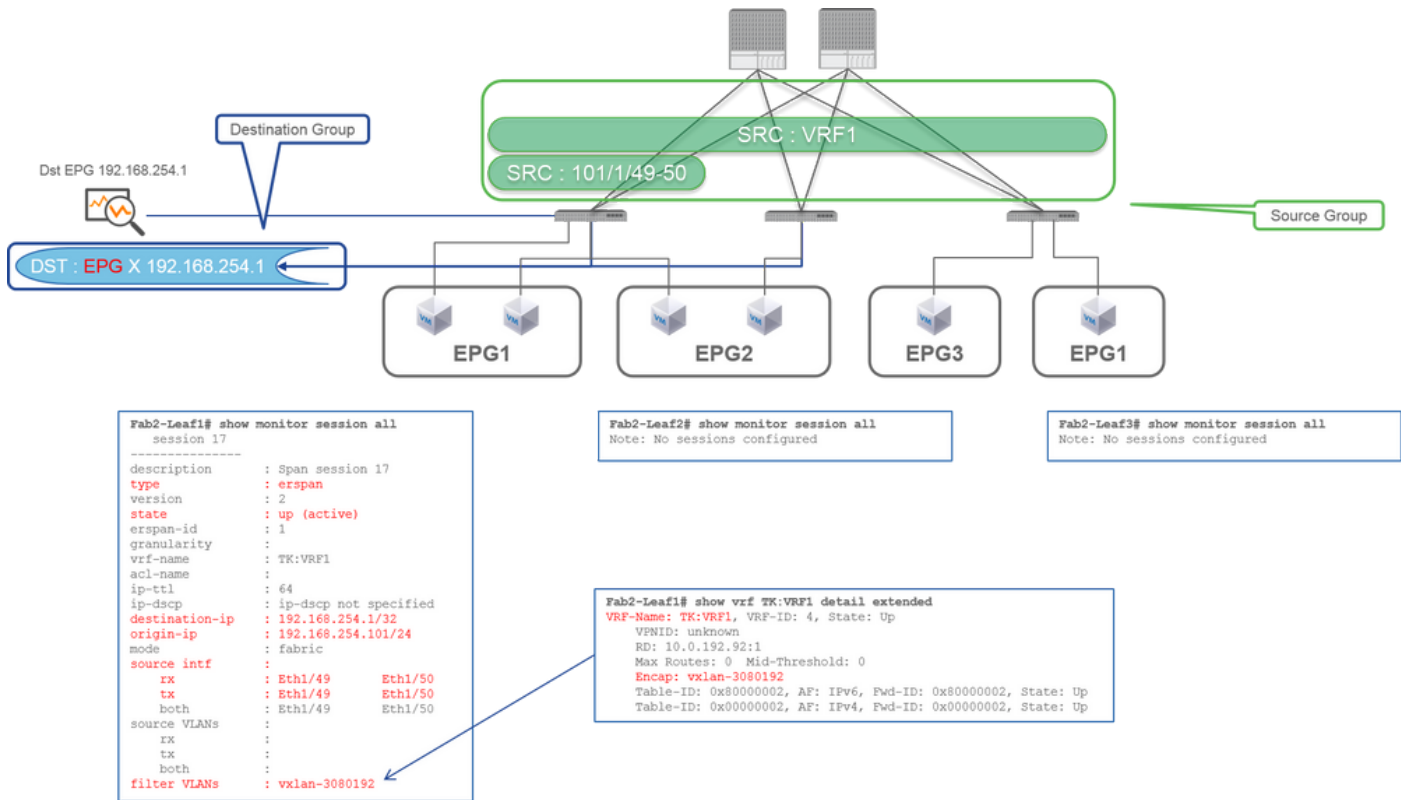 Destination Group
SRC : VRF1
Dst EPG 192.168.254.1
SRC : 101/1/49-50
Source Group
DST : EPG X 192.168.254.1
VM
VM
VM
VM
VM
VM
EPG1
EPG2
EPG3
EPG1
Fab2-Leaf1# show monitor session all
session 17
---------------
description : Span session 17
type : erspan
version : 2
state : up (active)
erspan-id : 1
granularity :
vrf-name : TK:VRF1
acl-name :
ip-ttl : 64
ip-dscp : ip-dscp not specified
destination-ip : 192.168.254.1/32
origin-ip : 192.168.254.101/24
mode : fabric
source intf :
rx : Eth1/49 Eth1/50
tx : Eth1/49 Eth1/50
both : Eth1/49 Eth1/50
source VLANs :
rx :
tx :
both :
filter VLANs : vxlan-3080192
Fab2-Leaf2# show monitor session all
Note: No sessions configured
Fab2-Leaf3# show monitor session all
Note: No sessions configured
Fab2-Leaf1# show vrf TK:VRF1 detail extended
VRF-Name: TK:VRF1, VRF-ID: 4, State: Up
VPNID: unknown
RD: 10.0.192.92:1
Max Routes: 0 Mid-Threshold: 0
Encap: vxlan-3080192
Table-ID: 0x80000002, AF: IPv6, Fwd-ID: 0x80000002, State: Up
Table-ID: 0x00000002, AF: IPv4, Fwd-ID: 0x00000002, State: Up